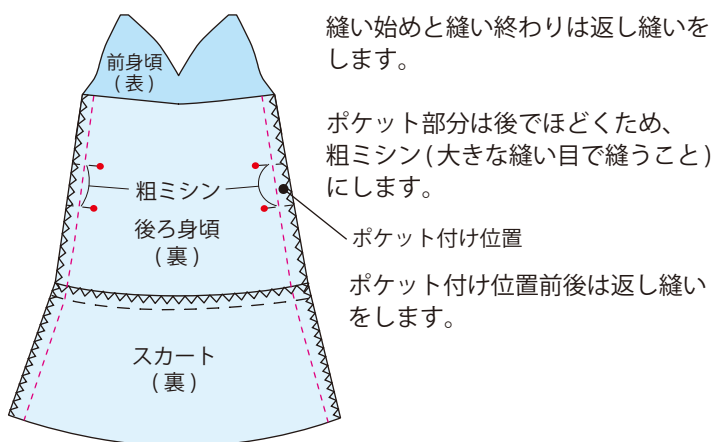 縫い始めと縫い終わりは返し縫いを
します。
前身頃
(表)
ポケット部分は後でほどくため、
粗ミシン(大きな縫い目で縫うこと)
にします。
粗ミシン
後ろ身頃
(裏)
ポケット付け位置
ポケット付け位置前後は返し縫い
をします。
スカート
(裏)